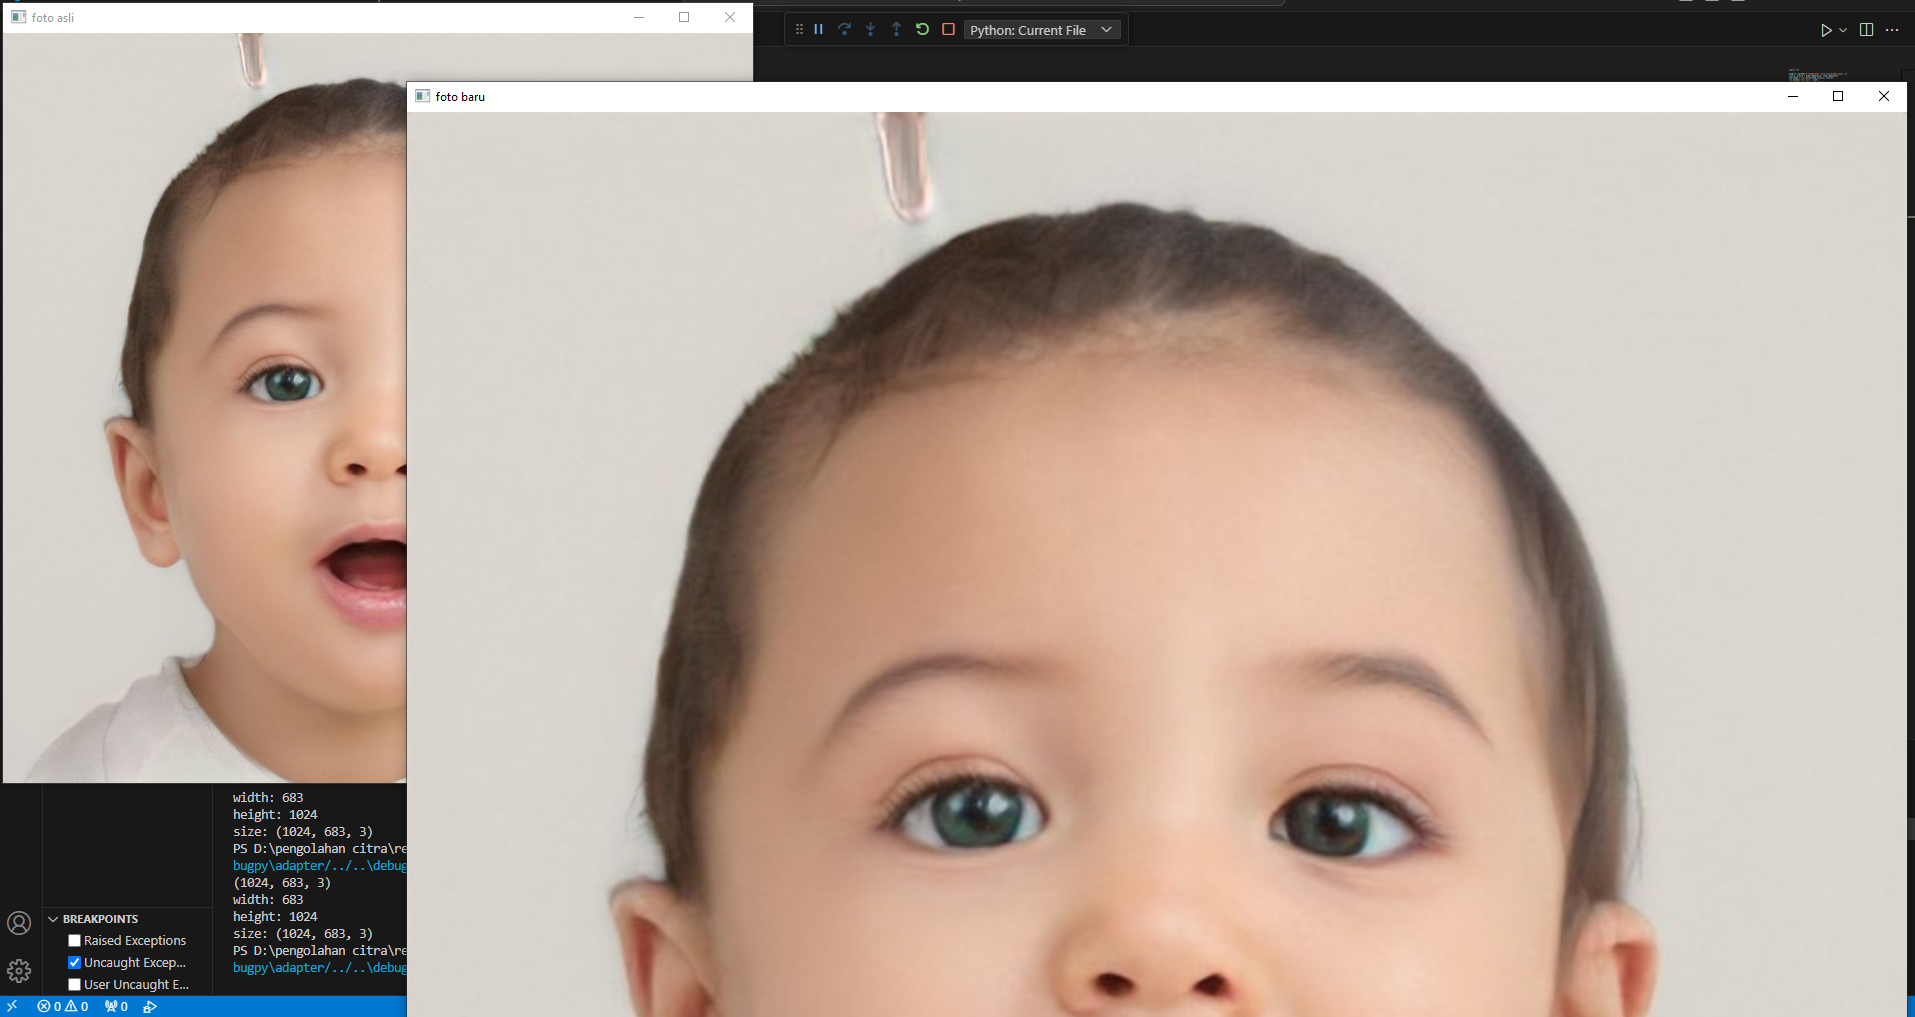 foto asli
Python: Current File
foto baru
width: 683
height: 1024
size: (1024, 683, 3)
PS D:\pengolahan citra\re
bugpy\adapter/../..\debug
(1024, 683, 3)
width: 683
height: 1024
size: (1024, 683, 3)
PS D:\pengolahan citra\re
bugpy\adapter/../..\debug
BREAKPOINTS
Raised Exceptions
Uncaught Excep...
User Uncaught E...
0 0 0